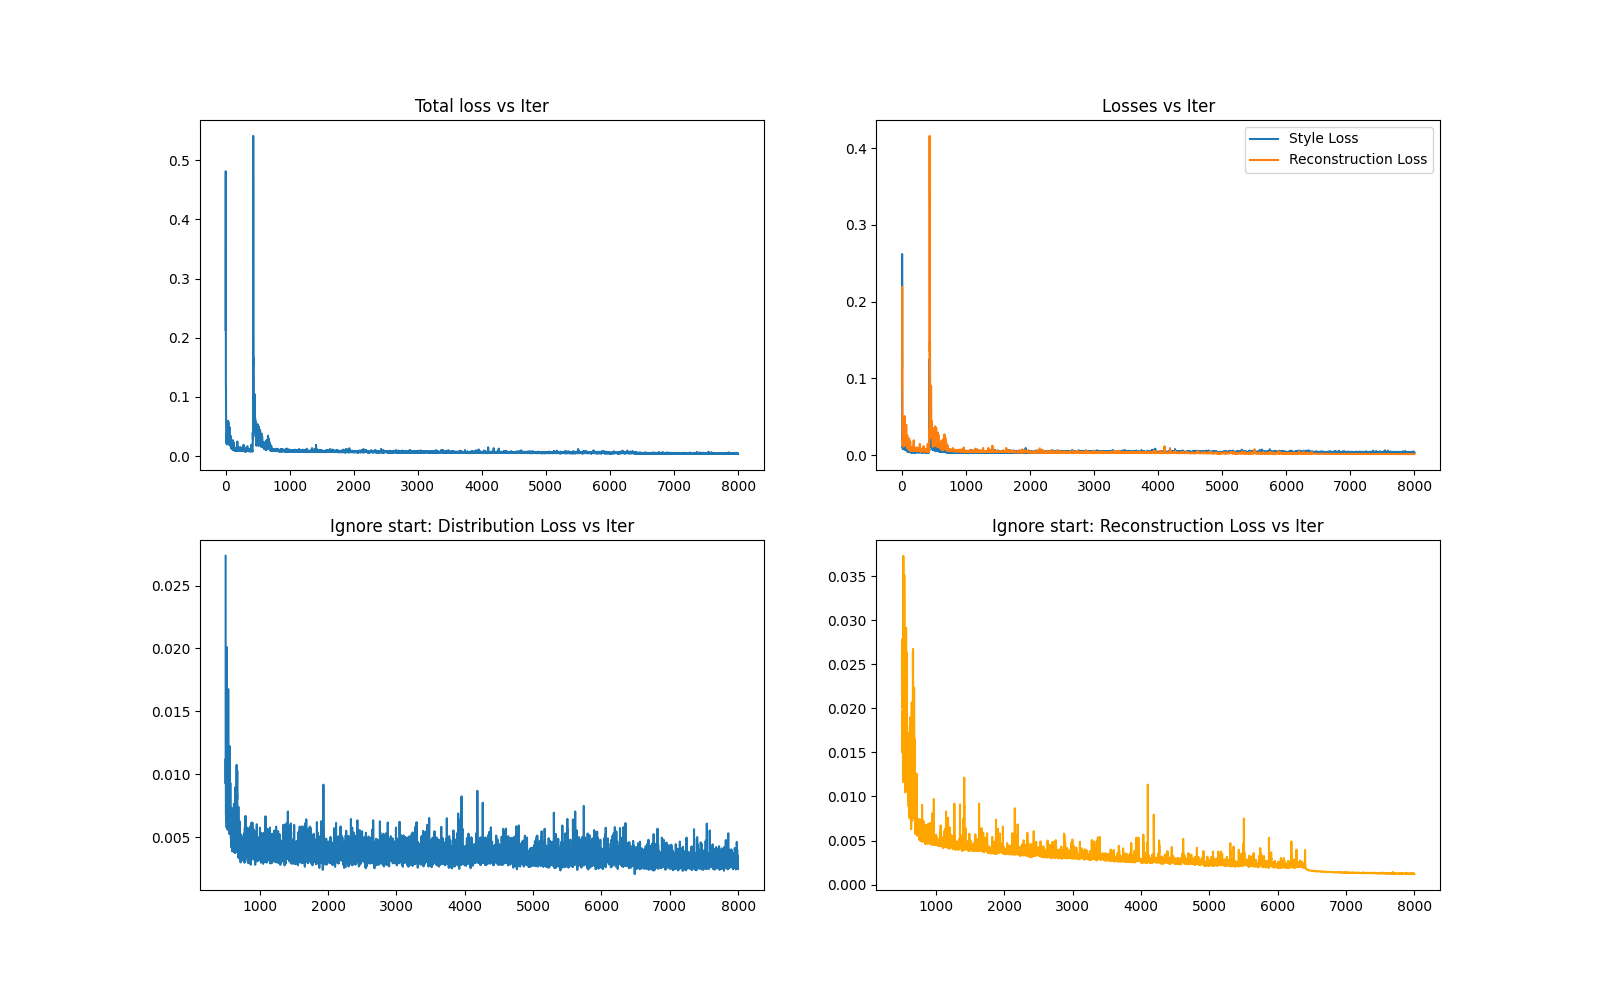 Total loss vs Iter
0.5
0.4
0.3
0.2
0.1
0.0
0 1000 2000 3000 4000 5000 6000 7000 8000
Losses vs Iter
Style Loss
Reconstruction Loss
0.4
0.3
0.2
0.1
0.0
0 1000 2000 3000 4000 5000 6000 7000 8000
Ignore start: Distribution Loss vs Iter
0.025
0.020
0.015
0.010
0.005
1000 2000 3000 4000 5000 6000 7000 8000
Ignore start: Reconstruction Loss vs Iter
0.035
0.030
0.025
0.020
0.015
0.010
0.005
0.000
1000 2000 3000 4000 5000 6000 7000 8000